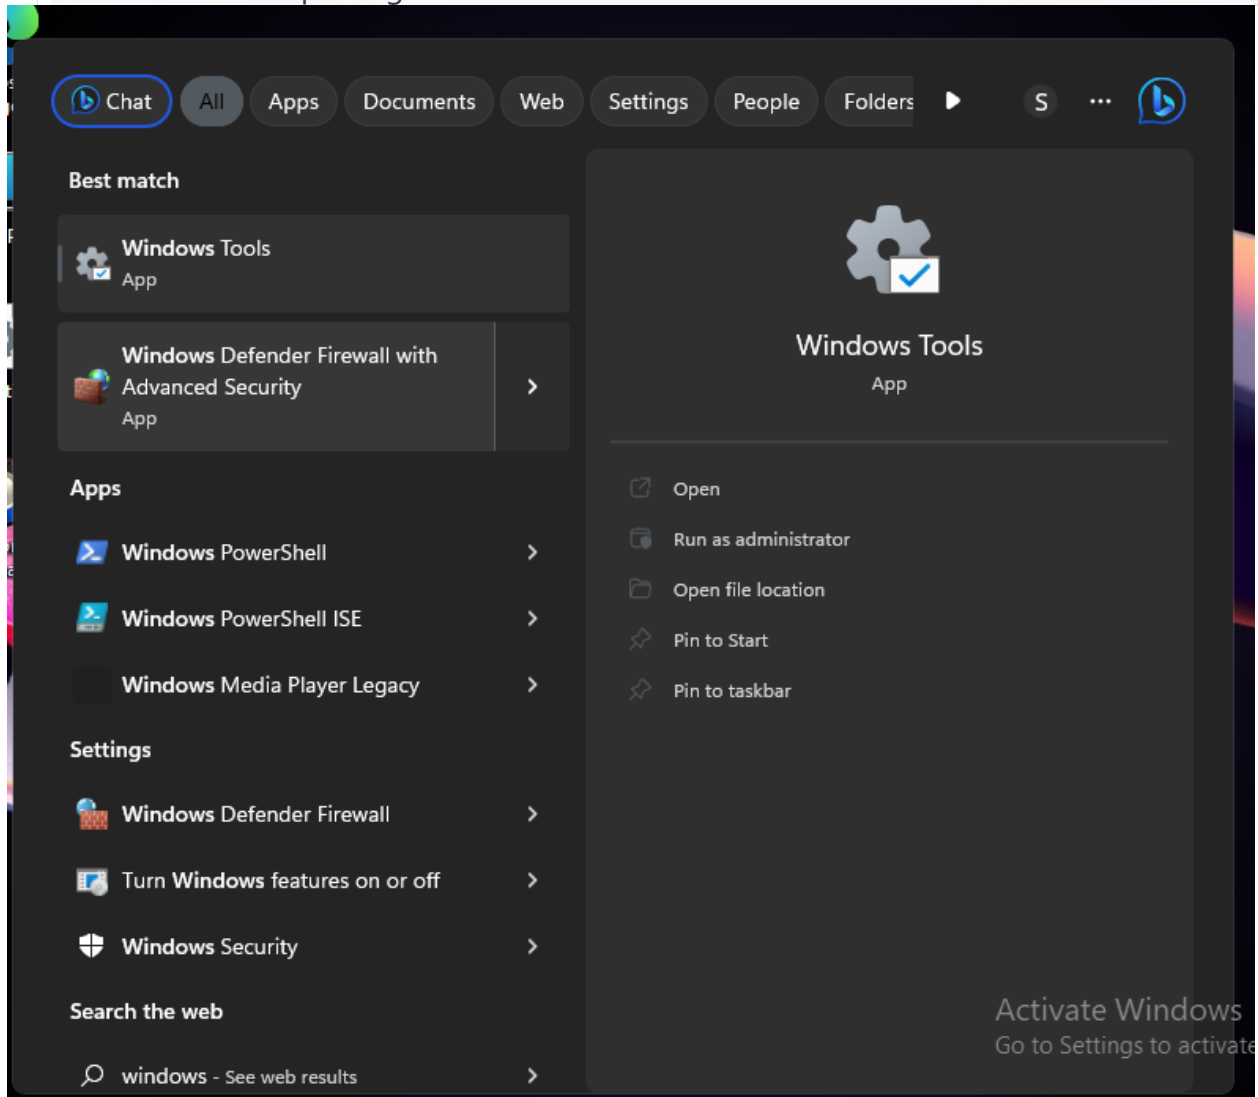 Chat All Apps Documents Web Settings People Folders S ...
Best match
Windows Tools
App
Windows Defender Firewall with
Advanced Security
App
Apps
Windows PowerShell
Windows PowerShell ISE
Windows Media Player Legacy
Settings
Windows Defender Firewall
Turn Windows features on or off
Windows Security
Search the web
windows - See web results
Windows Tools
App
Open
Run as administrator
Open file location
Pin to Start
Pin to taskbar
Activate Windows
Go to Settings to activate